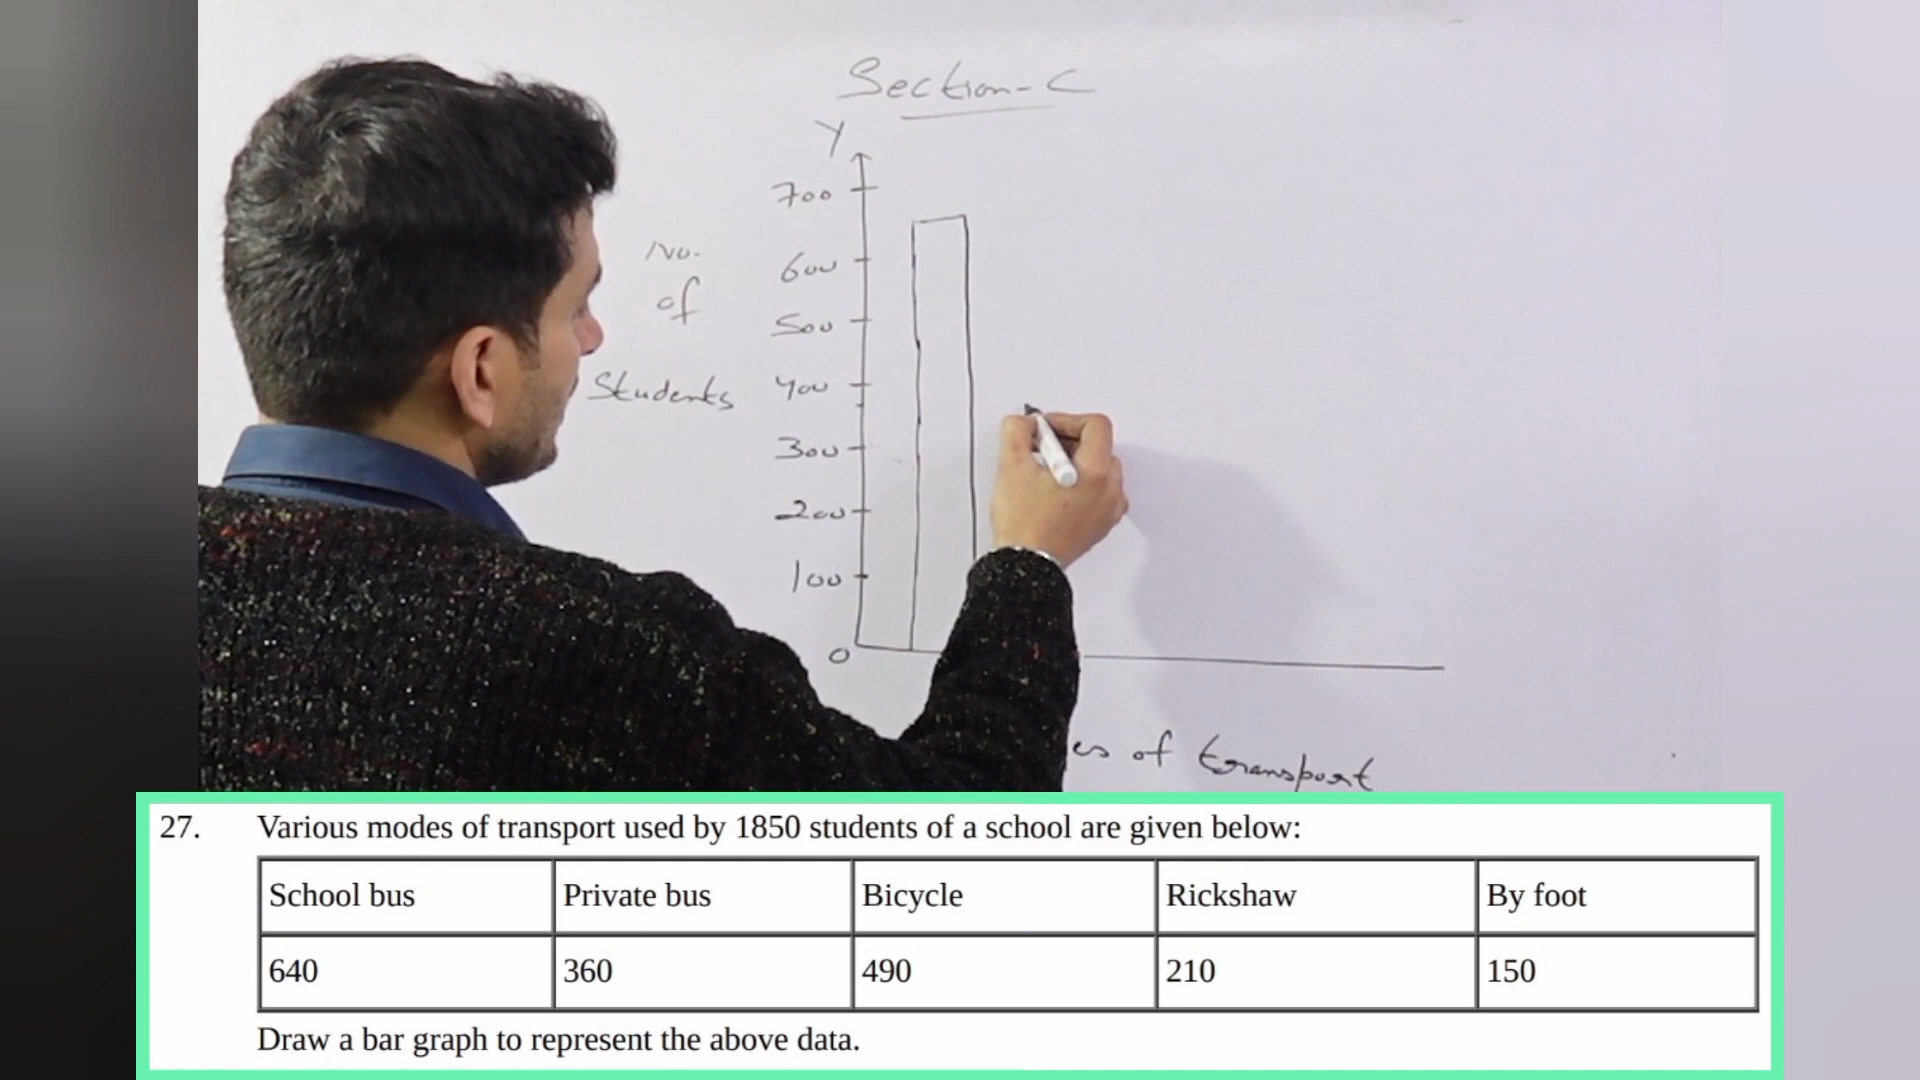 Section-C
Y
700
No.
600
of
500
Students
400
300
200
100
0
es of transport
27. Various modes of transport used by 1850 students of a school are given below:
School bus Private bus Bicycle Rickshaw By foot
640 360 490 210 150
Draw a bar graph to represent the above data.